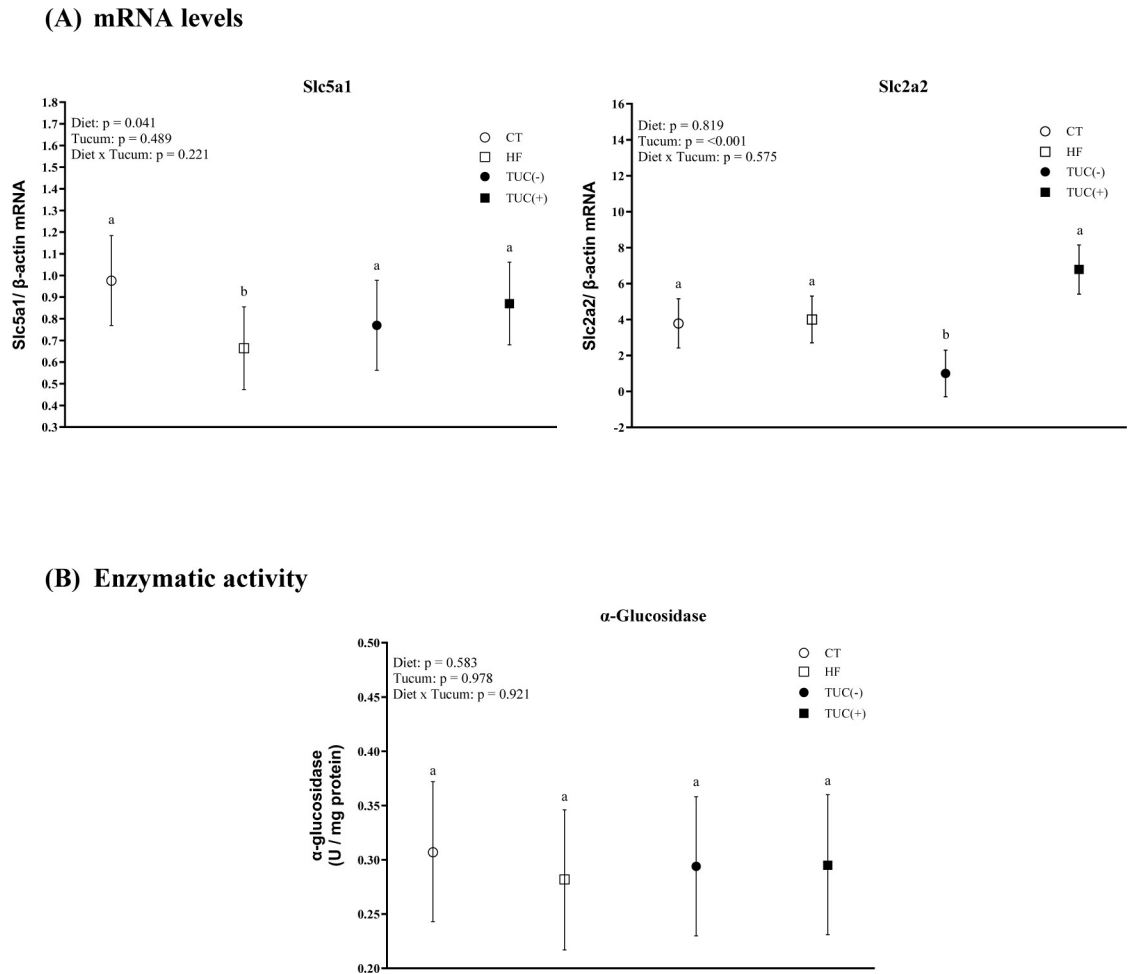 (A) mRNA levels
Slc5a1
Diet: p = 0.041
Tucum: p = 0.489
Diet x Tucum: p = 0.221
CT
HF
TUC(-)
TUC(+)
Slc5a1/ β-actin mRNA
1.8
1.7
1.6
1.5
1.4
1.3
1.2
1.1
1.0
0.9
0.8
0.7
0.6
0.5
0.4
0.3
a
b
a
a
Slc2a2
Diet: p = 0.819
Tucum: p = <0.001
Diet x Tucum: p = 0.575
CT
HF
TUC(-)
TUC(+)
Slc2a2/ β-actin mRNA
16
14
12
10
8
6
4
2
0
-2
a
a
b
a
(B) Enzymatic activity
α-Glucosidase
Diet: p = 0.583
Tucum: p = 0.978
Diet x Tucum: p = 0.921
CT
HF
TUC(-)
TUC(+)
α-glucosidase
(U / mg protein)
0.50
0.45
0.40
0.35
0.30
0.25
0.20
a
a
a
a